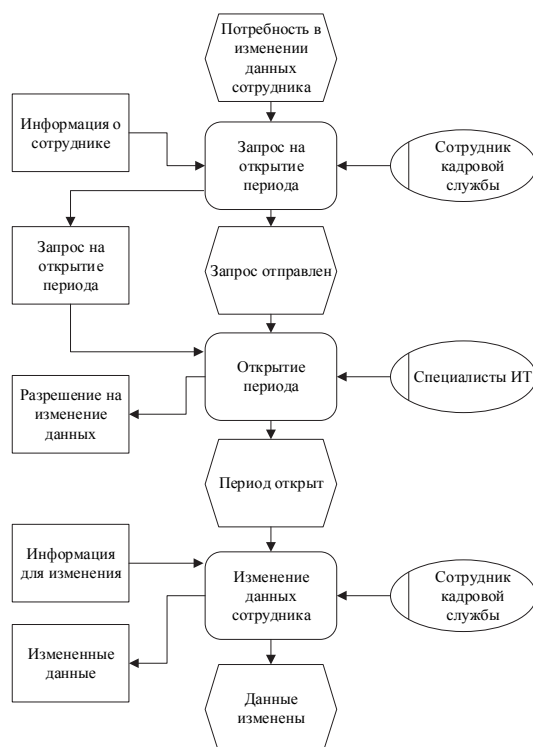 Потребность в
изменении
данных
сотрудника
Информация о
сотруднике
Запрос на
открытие
периода
Сотрудник
кадровой
службы
Запрос на
открытие
периода
Запрос отправлен
Открытие
периода
Специалисты ИТ
Разрешение на
изменение
данных
Период открыт
Информация
для изменения
Изменение
данных
сотрудника
Сотрудник
кадровой
службы
Измененные
данные
Данные
изменены